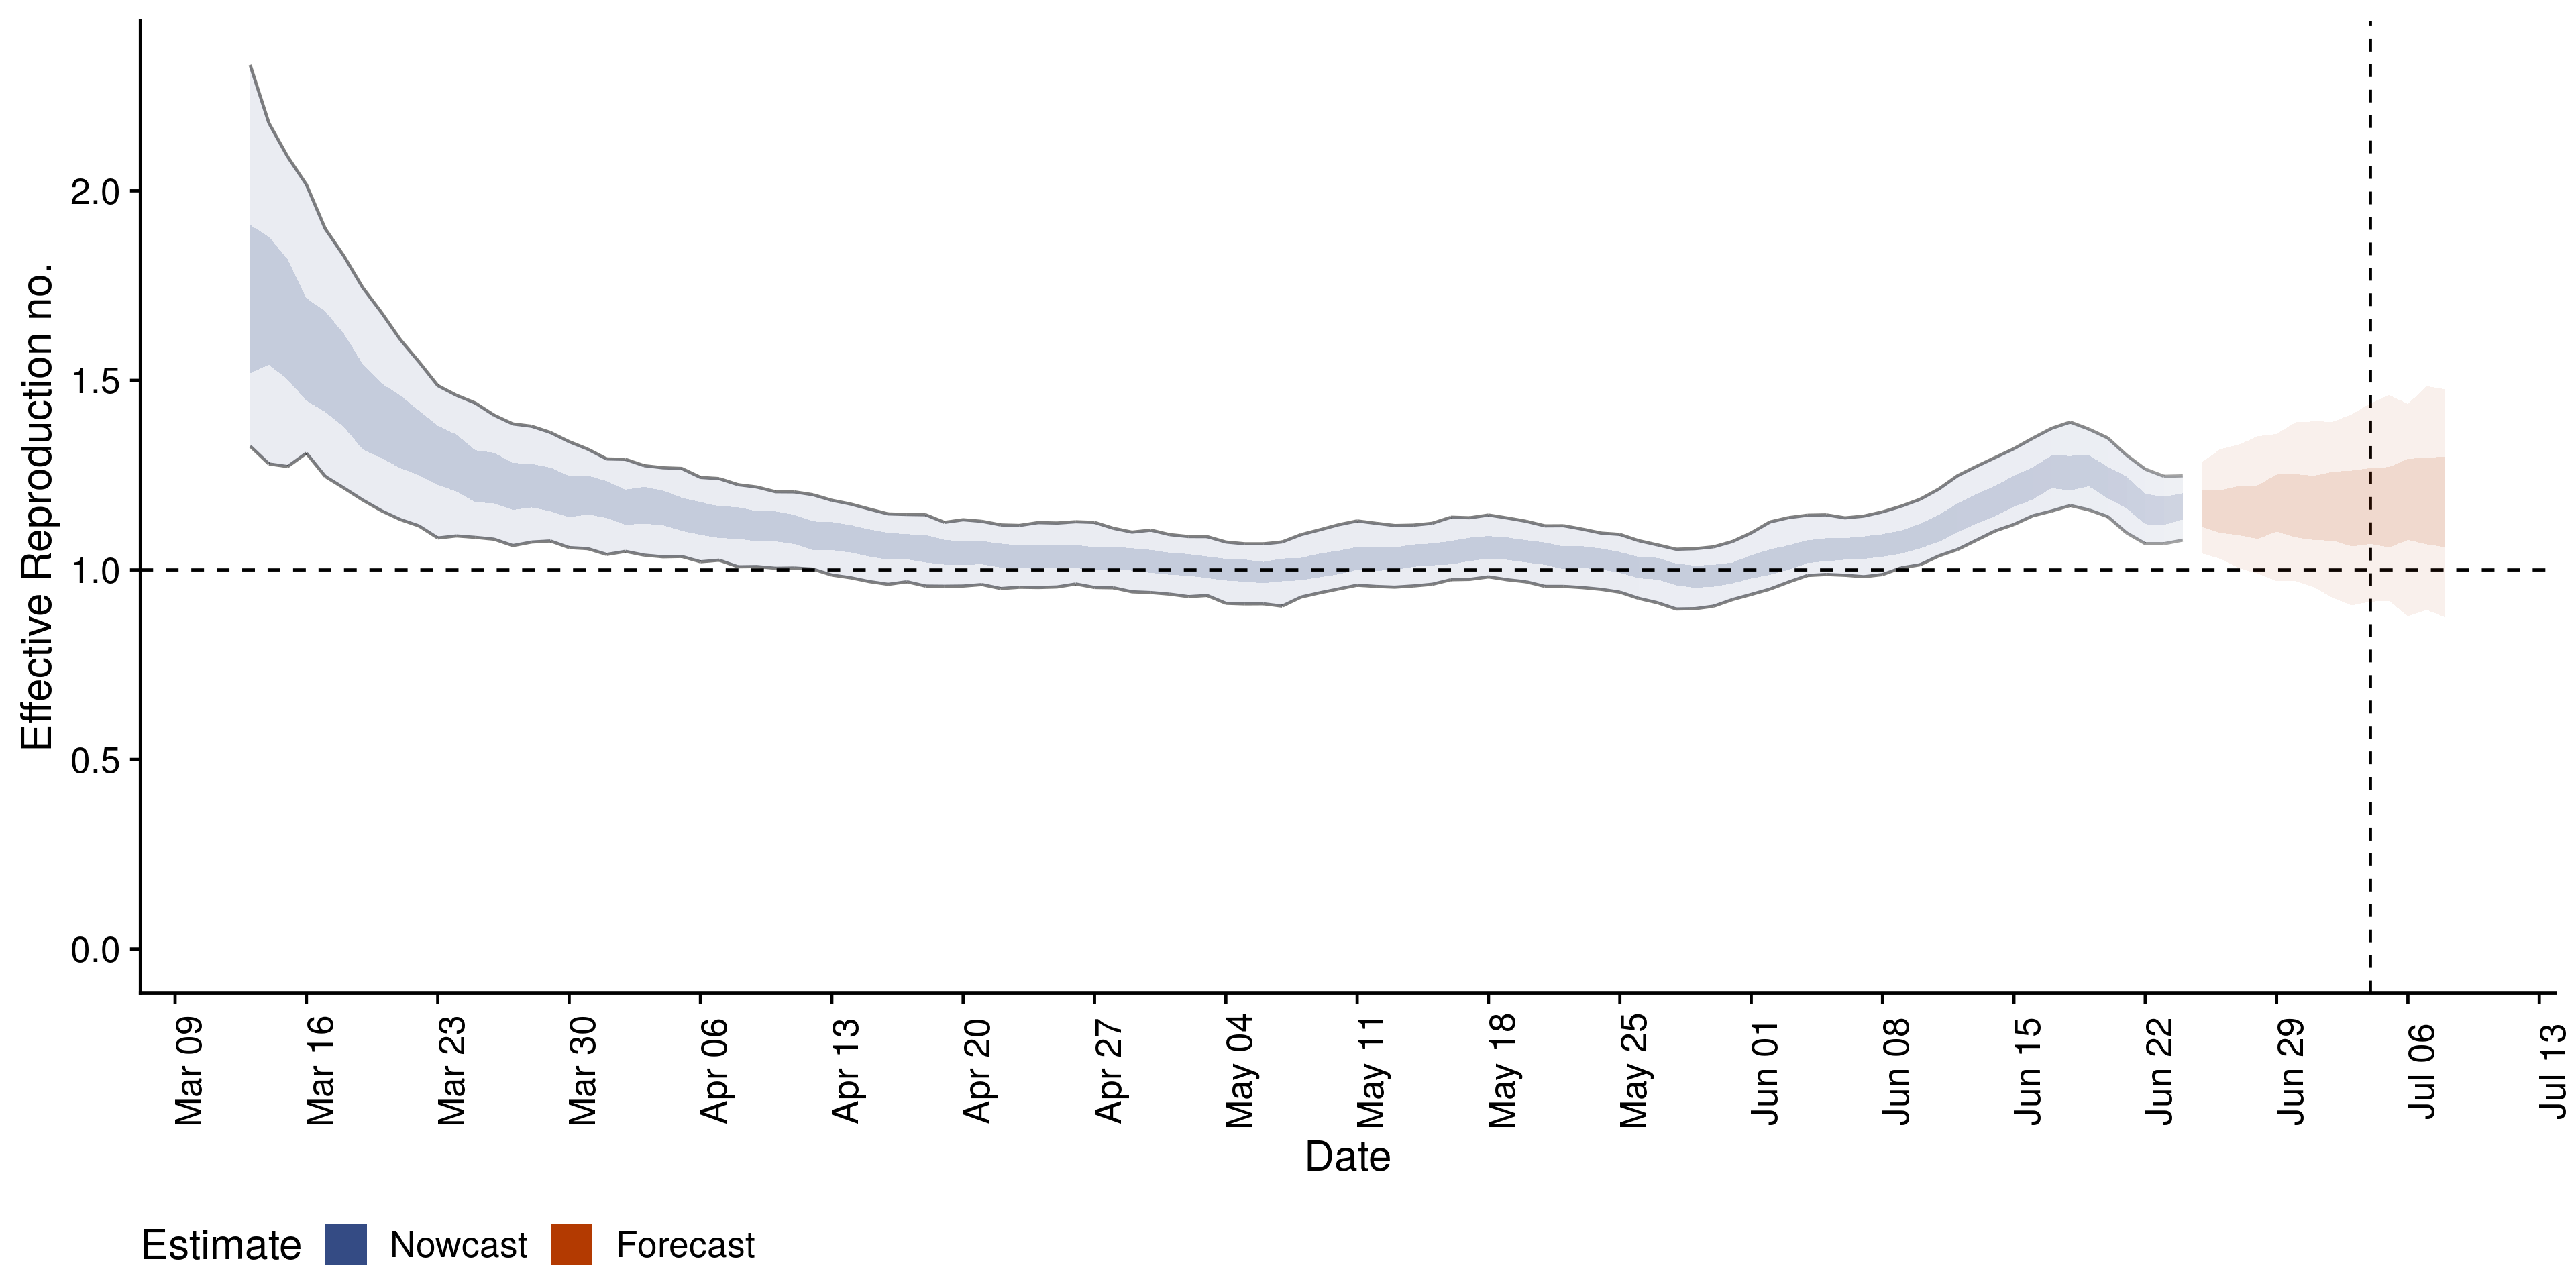 Effective Reproduction no.
2.0
1.5
1.0
0.5
0.0
Mar 09
Mar 16
Mar 23
Mar 30
Apr 06
Apr 13
Apr 20
Apr 27
May 04
May 11
May 18
May 25
Jun 01
Jun 08
Jun 15
Jun 22
Jun 29
Jul 06
Jul 13
Date
Estimate Nowcast Forecast